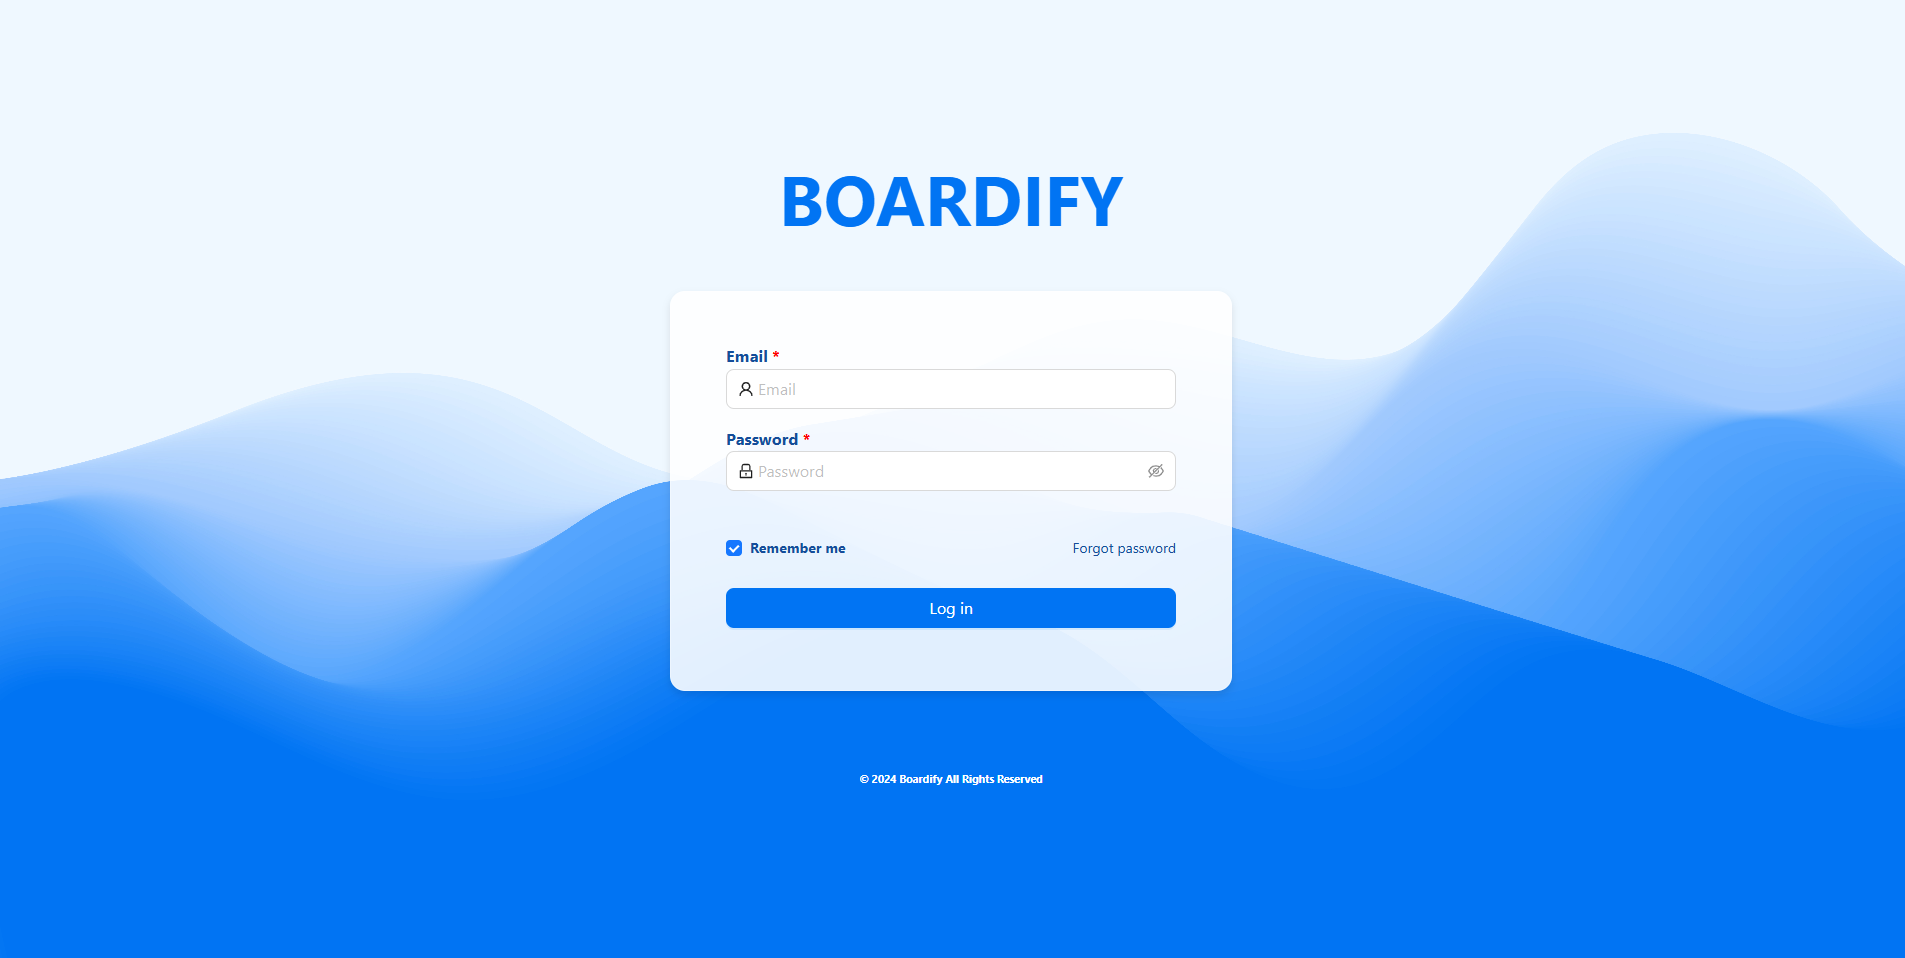 BOARDIFY
Email *
Email
Password *
Password
Remember me
Forgot password
Log in
© 2024 Boardify All Rights Reserved